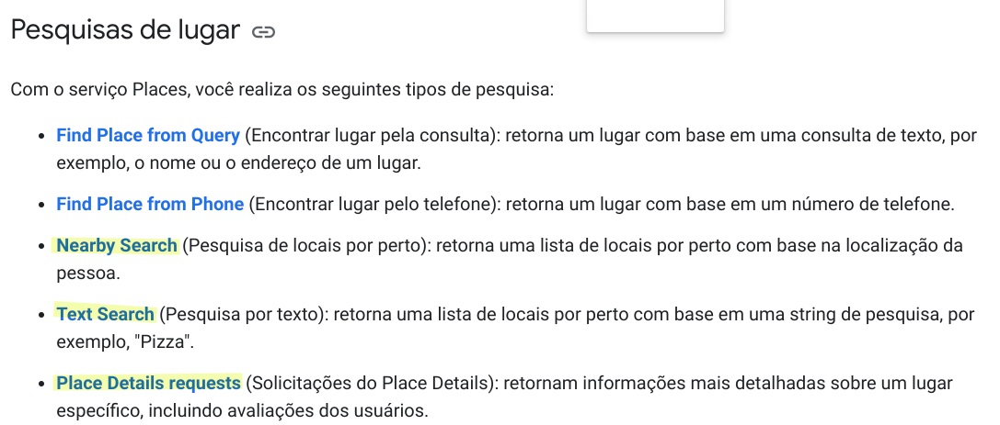 Pesquisas de lugar
Com o serviço Places, você realiza os seguintes tipos de pesquisa:
• Find Place from Query (Encontrar lugar pela consulta): retorna um lugar com base em uma consulta de texto, por
exemplo, o nome ou o endereço de um lugar.
• Find Place from Phone (Encontrar lugar pelo telefone): retorna um lugar com base em um número de telefone.
• Nearby Search (Pesquisa de locais por perto): retorna uma lista de locais por perto com base na localização da
pessoa.
• Text Search (Pesquisa por texto): retorna uma lista de locais por perto com base em uma string de pesquisa, por
exemplo, "Pizza".
• Place Details requests (Solicitações do Place Details): retornam informações mais detalhadas sobre um lugar
específico, incluindo avaliações dos usuários.